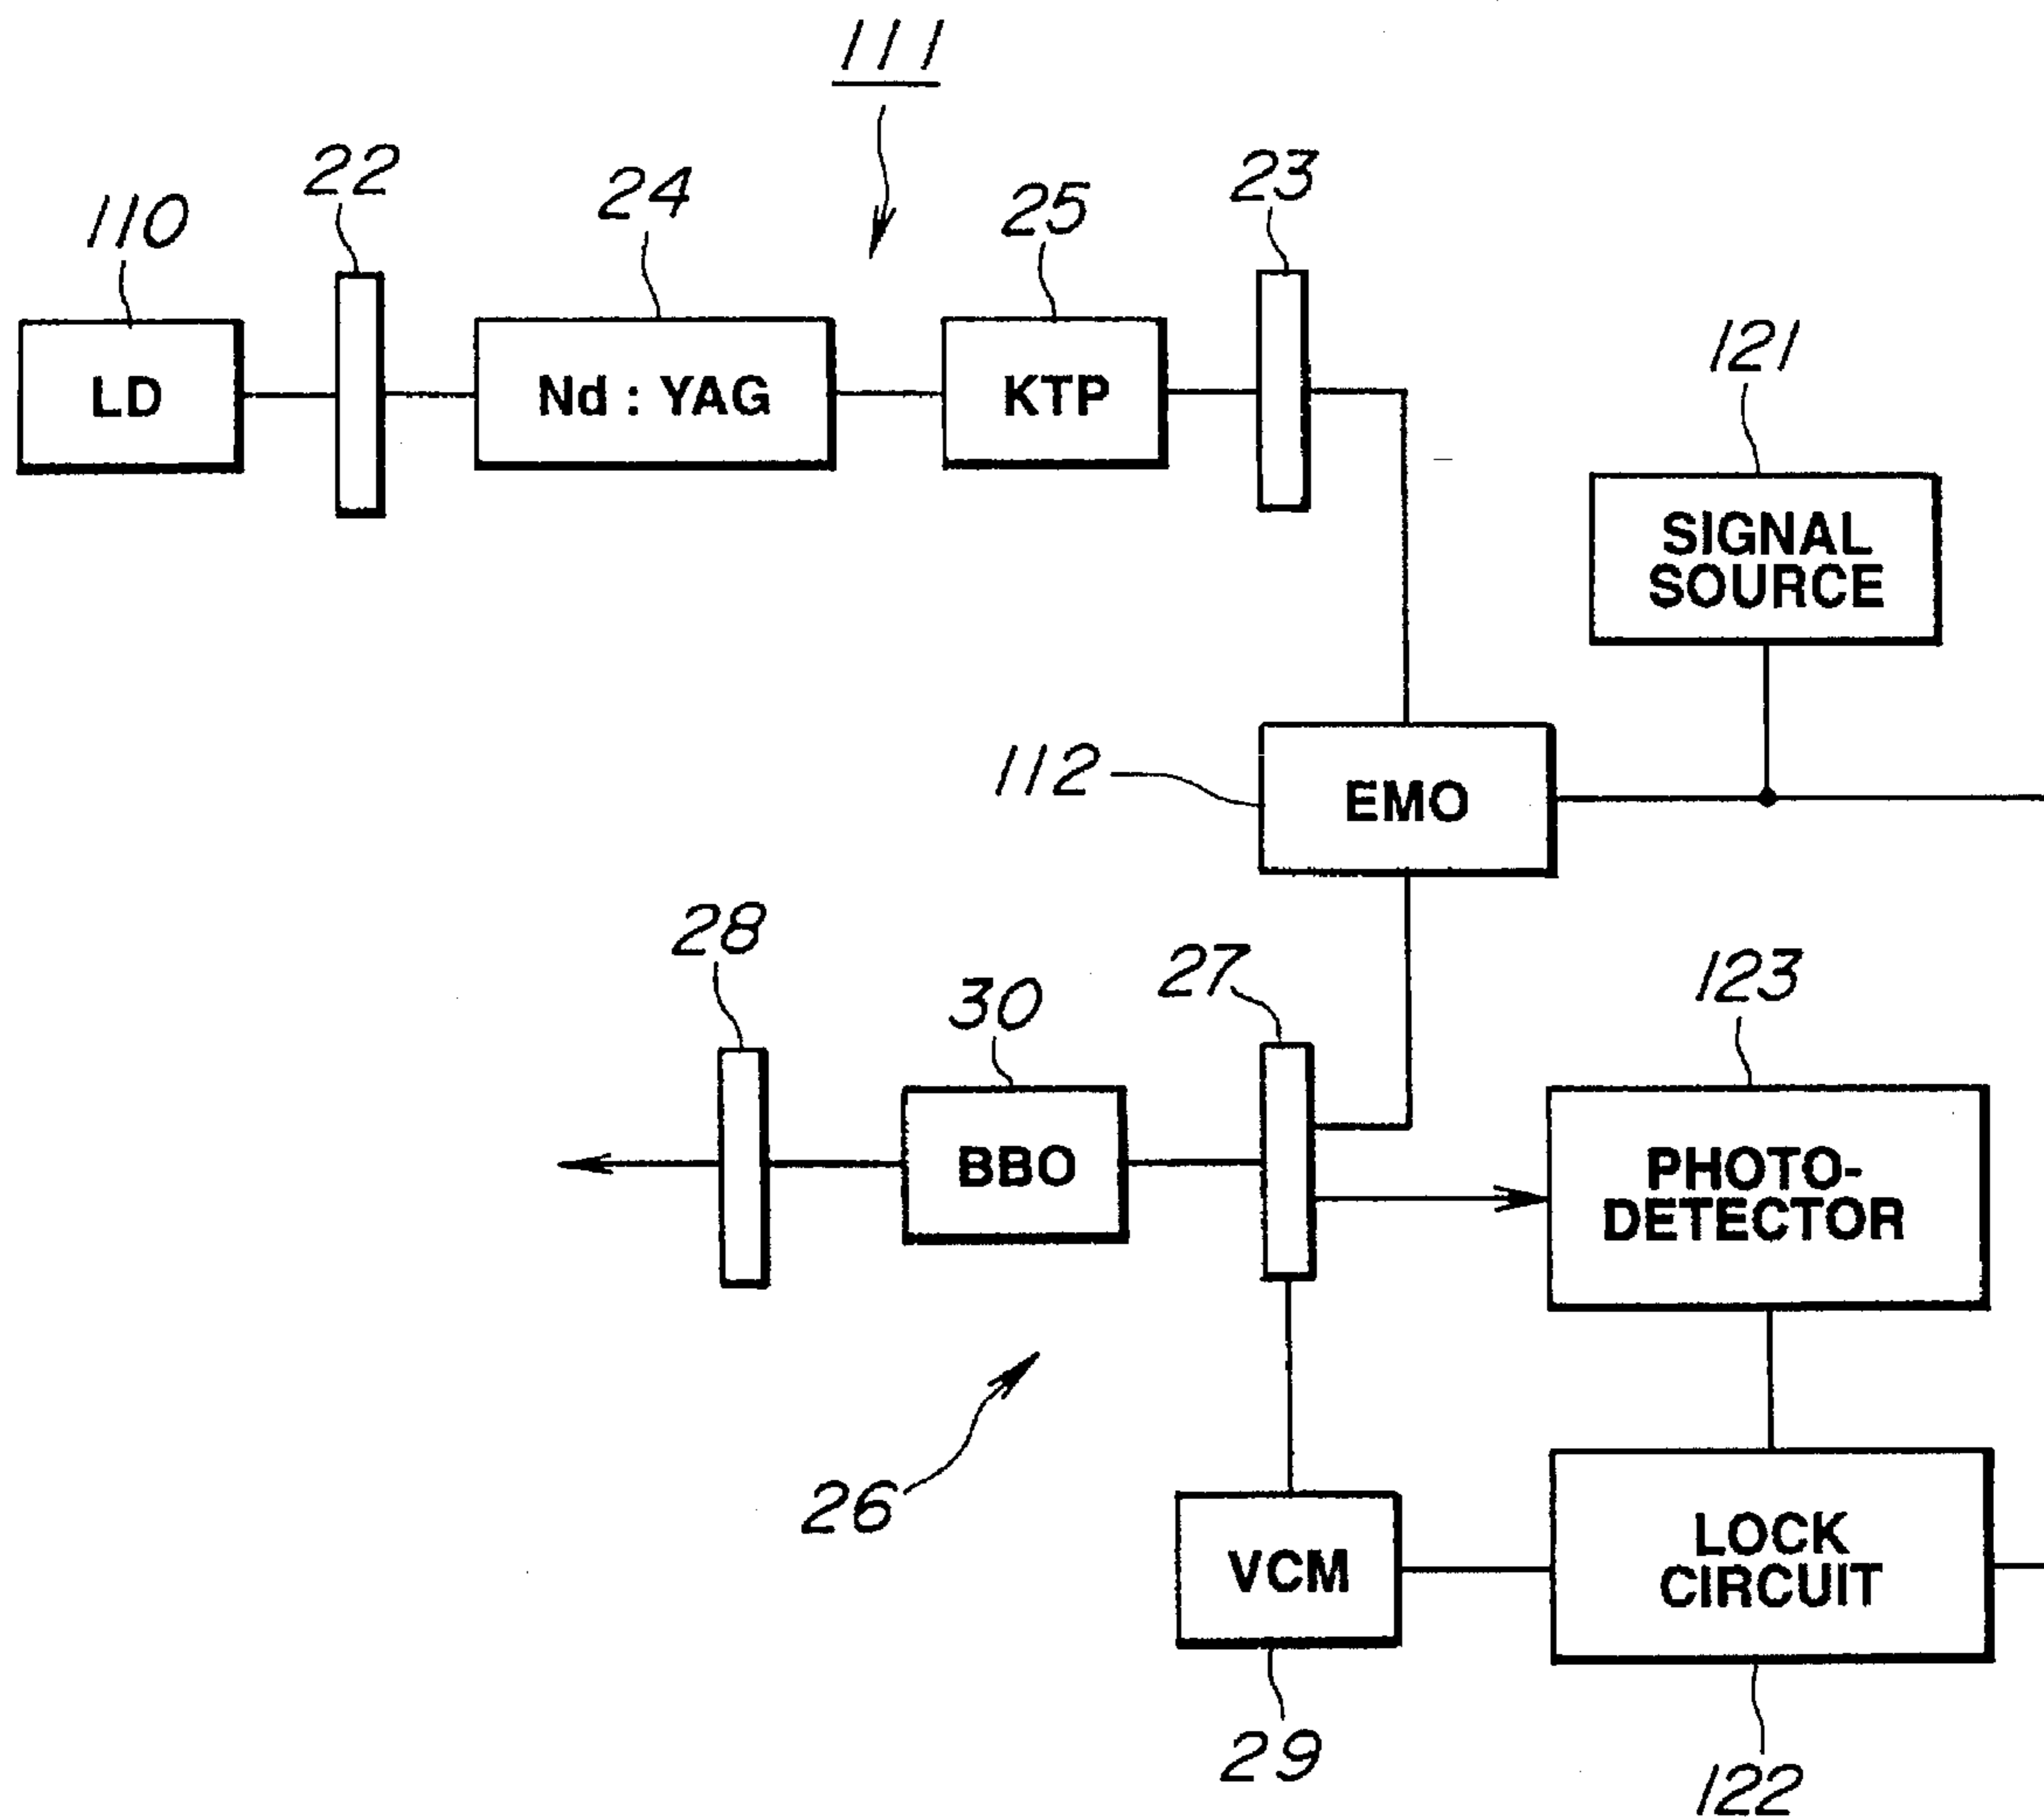 111
22
24
23
110
25
LD
Nd : YAG
KTP
121
SIGNAL
SOURCE
112
EMO
28
27
123
30
BBO
PHOTO-
DETECTOR
26
VCM
LOCK
CIRCUIT
29
122